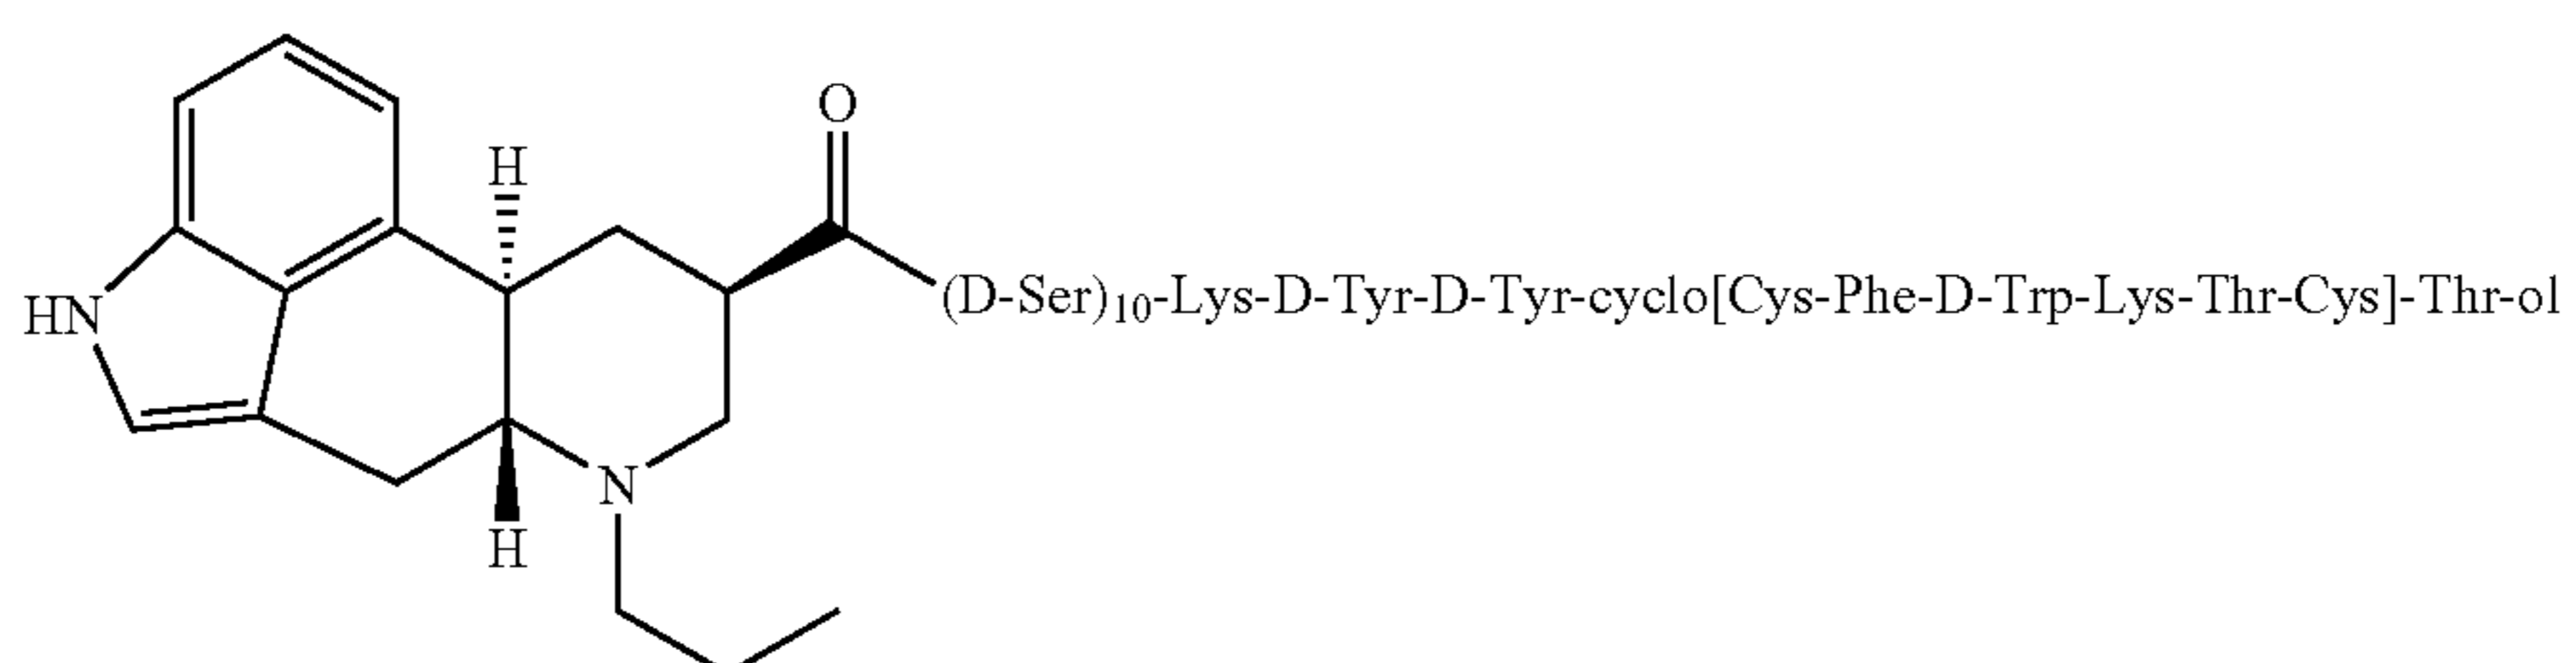 O
H
(D-Ser)10-Lys-D-Tyr-D-Tyr-cyclo[Cys-Phe-D-Trp-Lys-Thr-Cys]-Thr-ol
HN
N
H